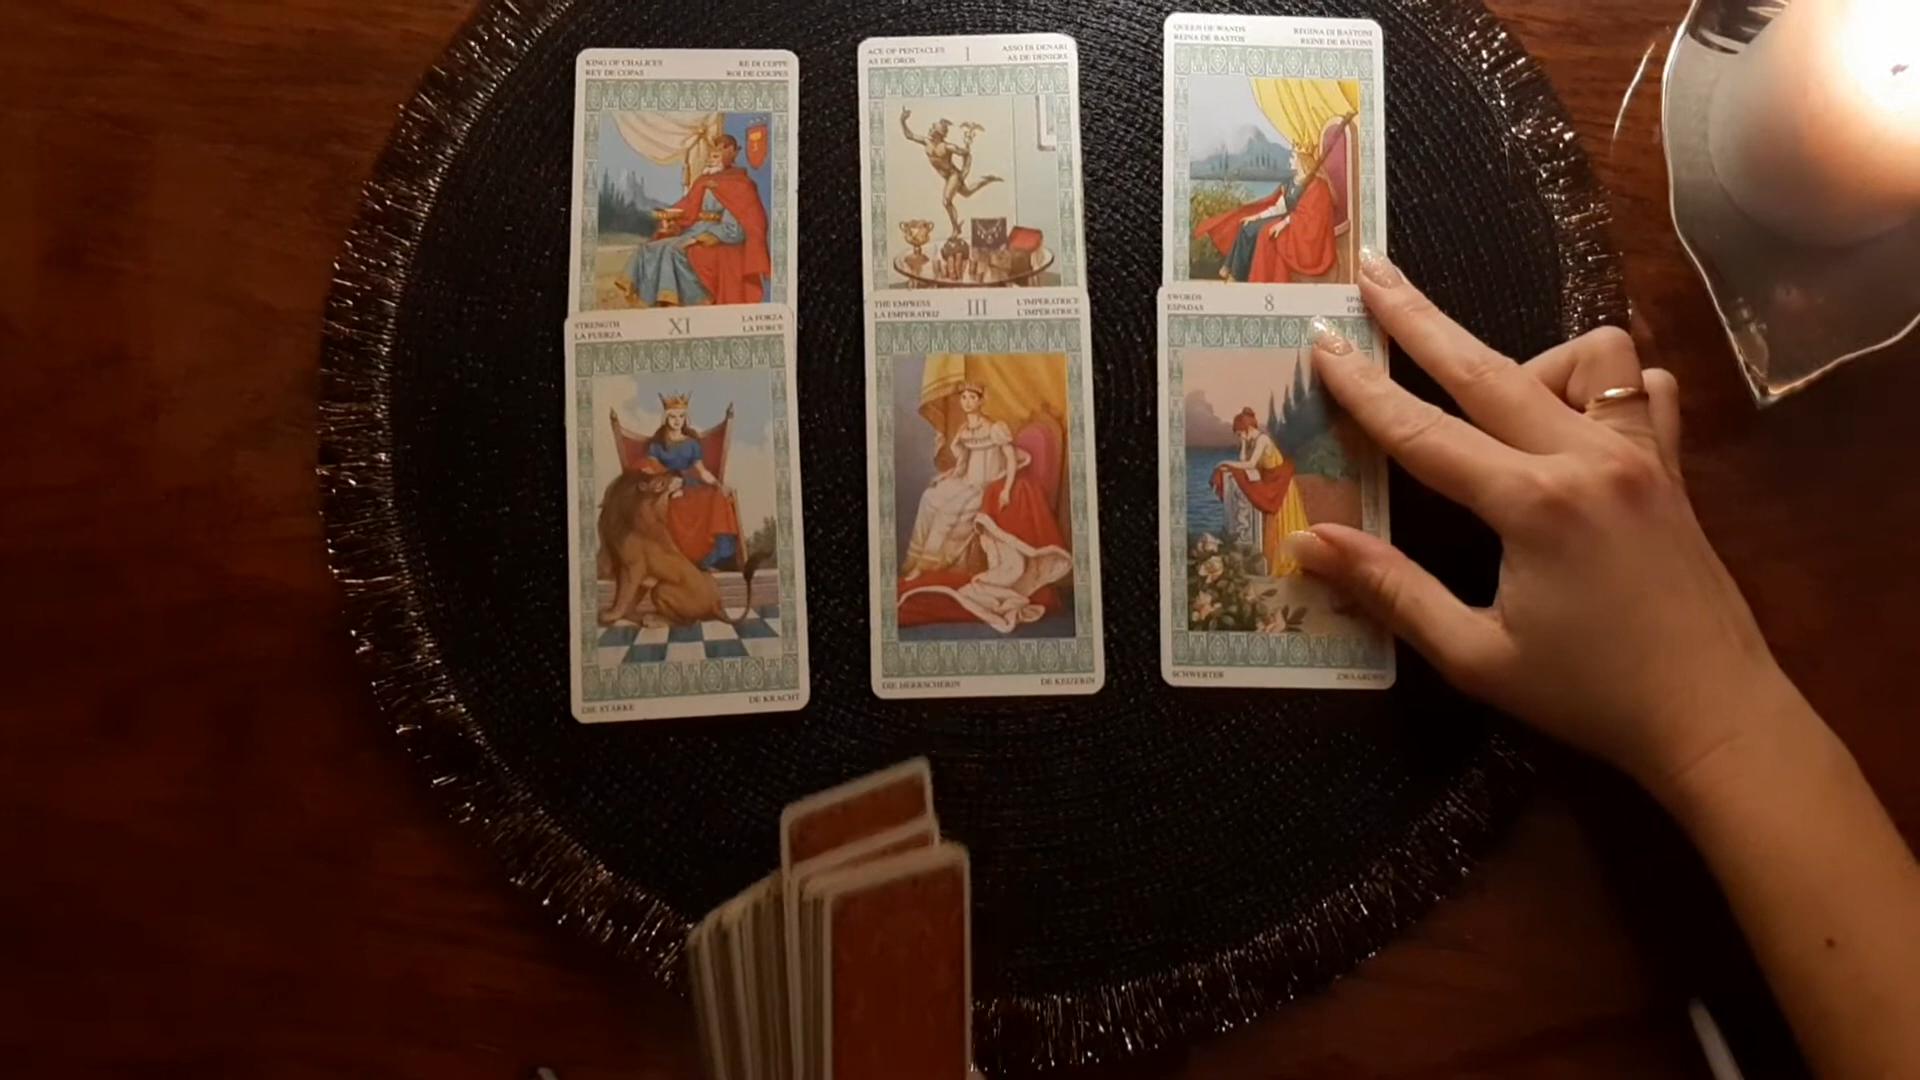 KING OF CHALICES RE DI COPPE
REY DE COPAS ROI DE COUPES
ACE OF PENTACLES I ASSO DI DENARI
AS DE OROS AS DE DENIERS
QUEEN OF WANDS REGINA DI BASTONI
REINA DE BASTOS REINE DE BÂTONS
STRENGTH XI LA FORZA
LA FUERZA LA FORCE
DIE STÄRKE DE KRACHT
THE EMPRESS III L'IMPERATRICE
LA EMPERATRIZ L'IMPERATRICE
DIE HERRSCHERIN DE KEIZERIN
SWORDS 8
ESPADAS
SCHWERTER ZWAARDEN